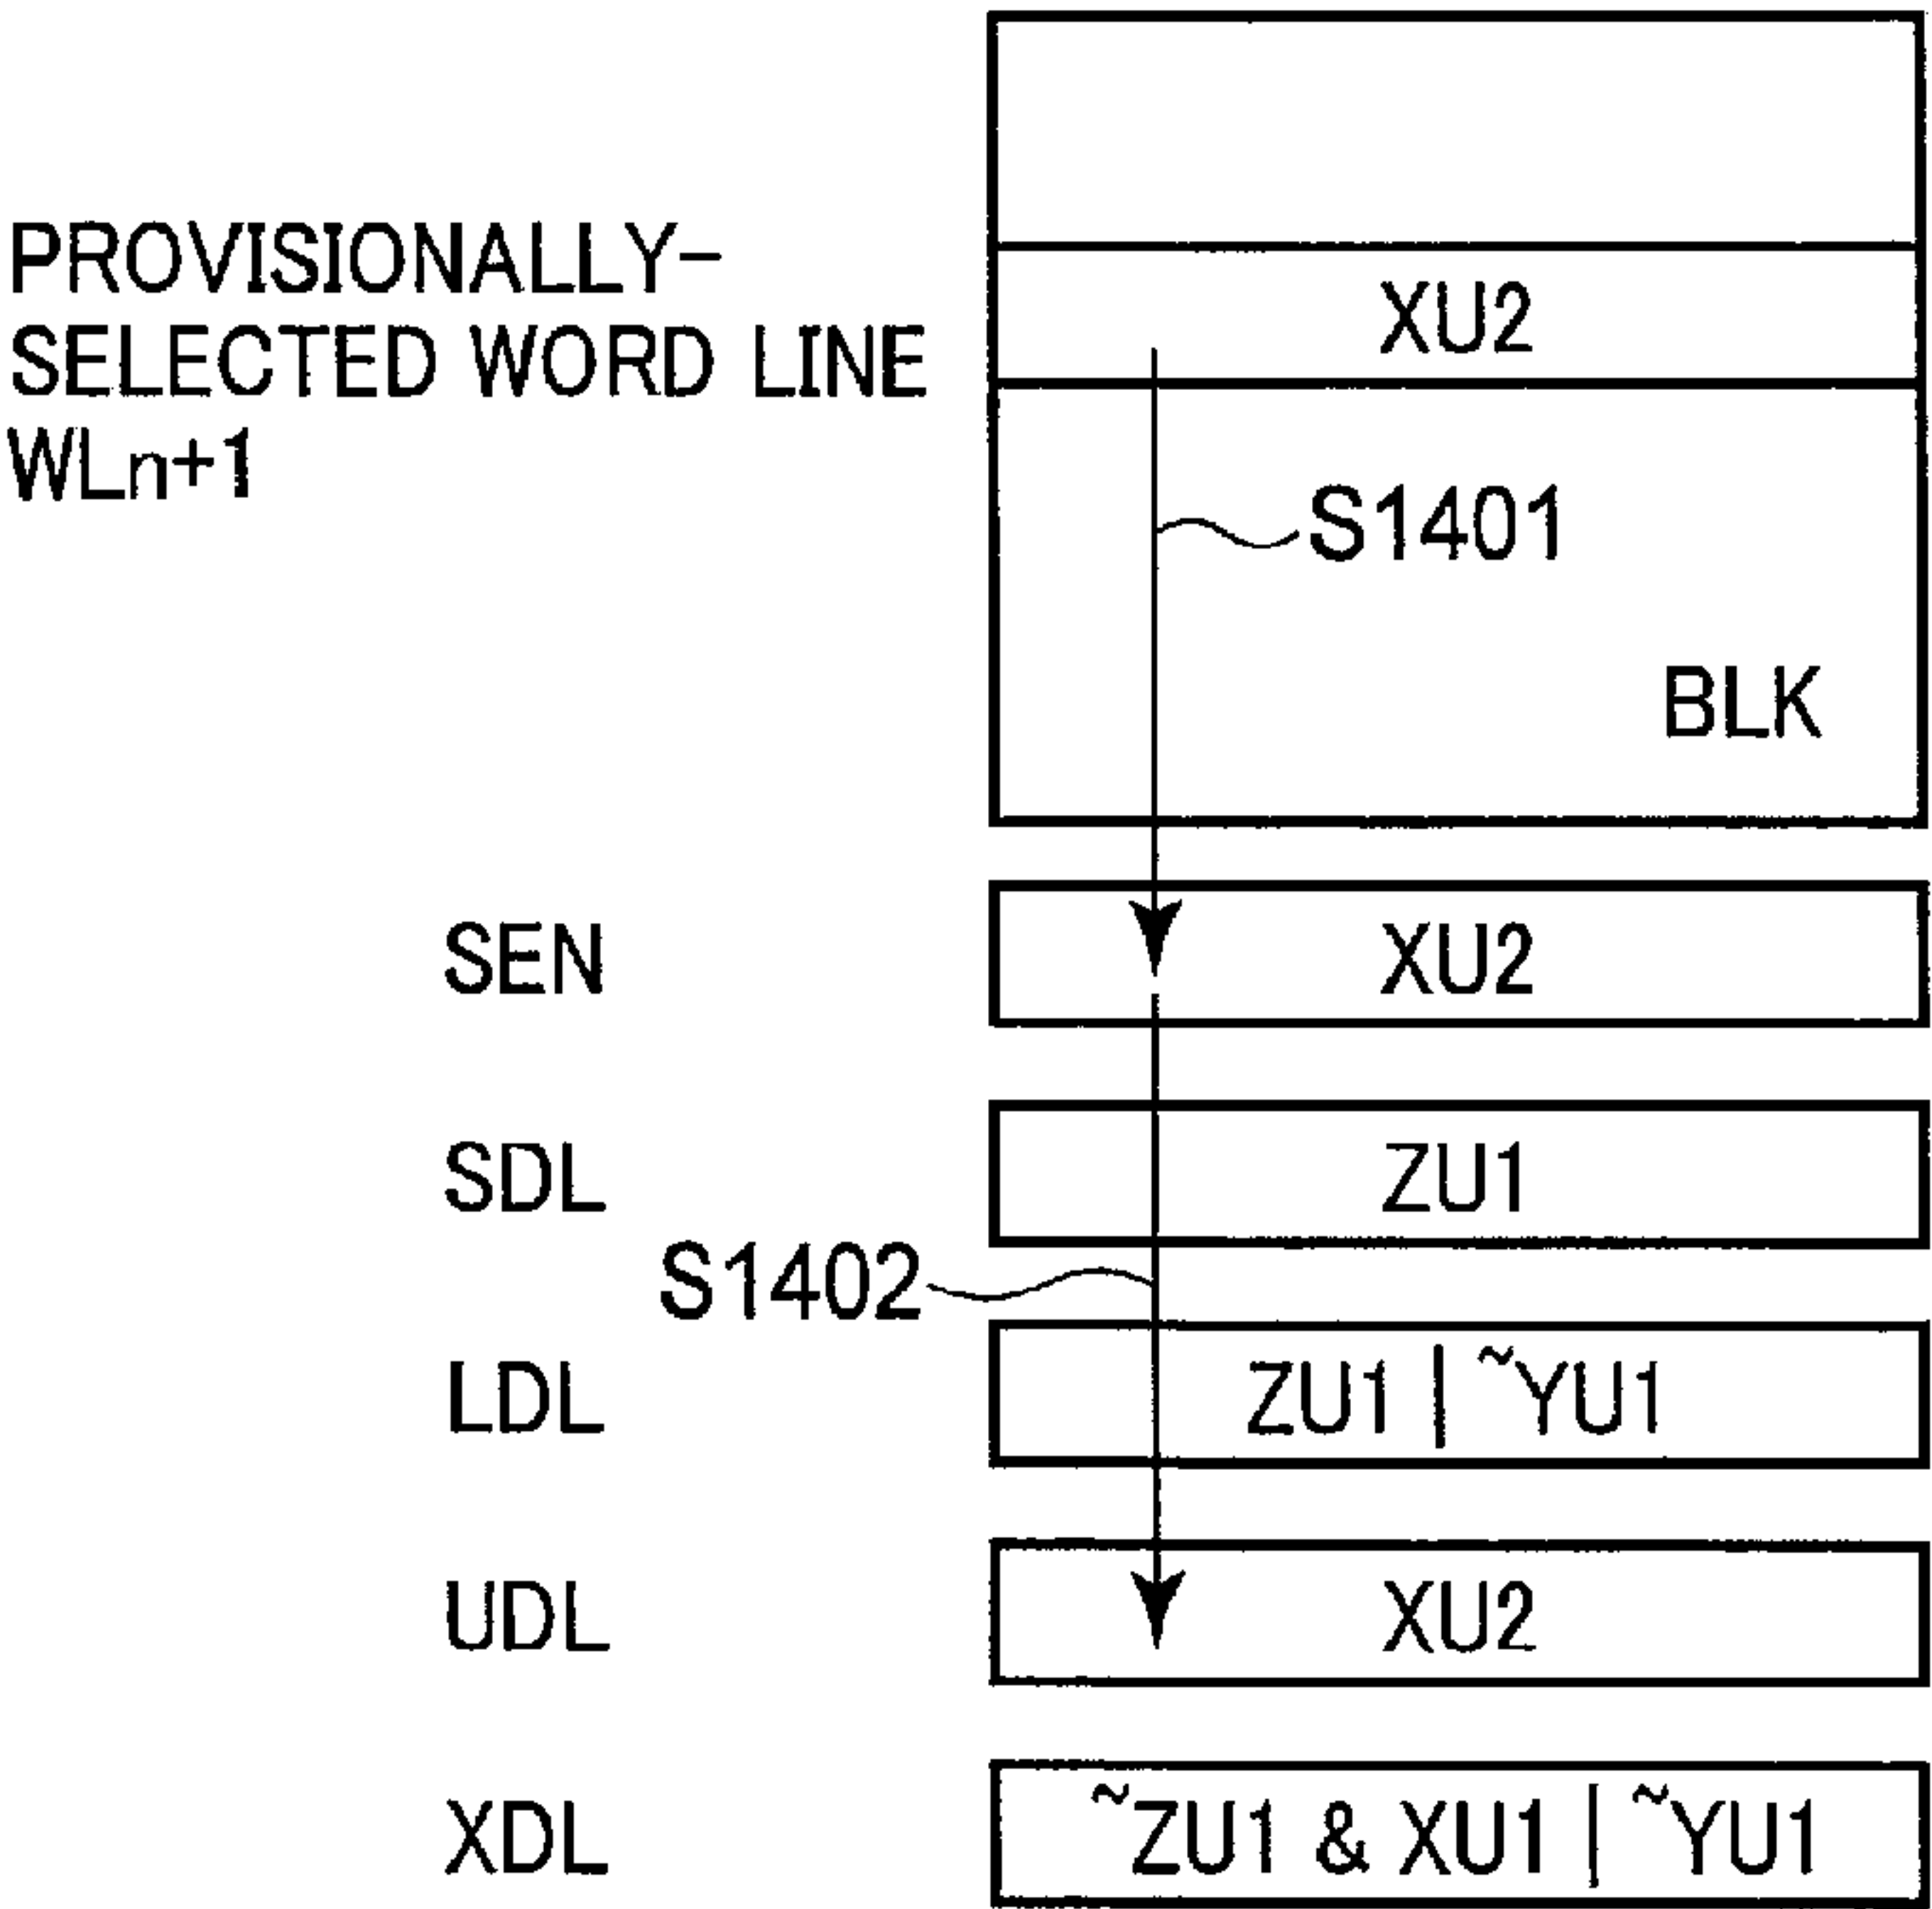 PROVISIONALLY-
SELECTED WORD LINE
WLn+1
XU2
S1401
BLK
SEN
XU2
SDL
ZU1
S1402
LDL
ZU1 | ~YU1
UDL
XU2
XDL
~ZU1 & XU1 | ~YU1